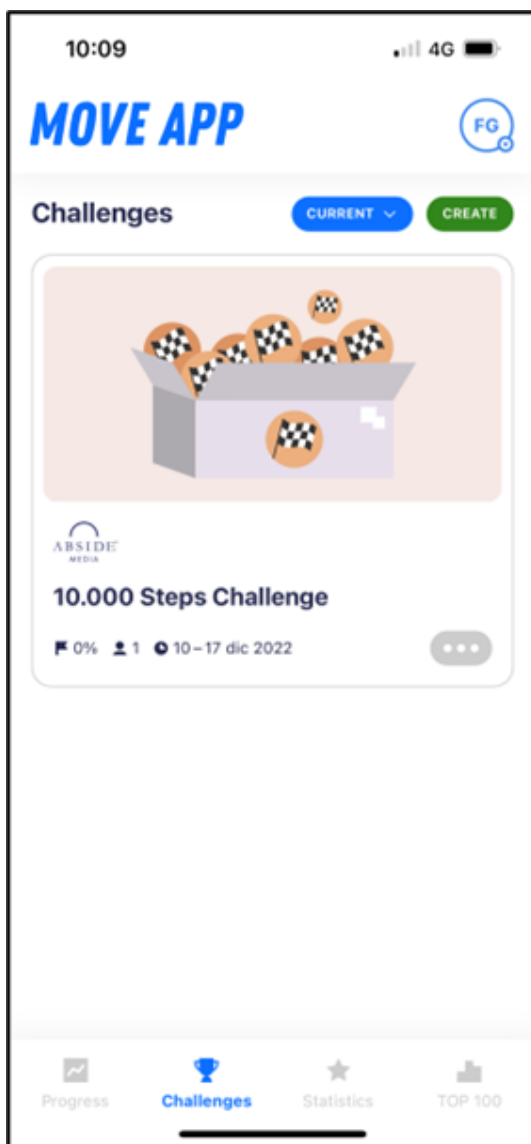 10:09 4G
MOVE APP FG
Challenges CURRENT CREATE
ABSIDE
MEDIA
10.000 Steps Challenge
0% 1 10–17 dic 2022
Progress Challenges Statistics TOP 100